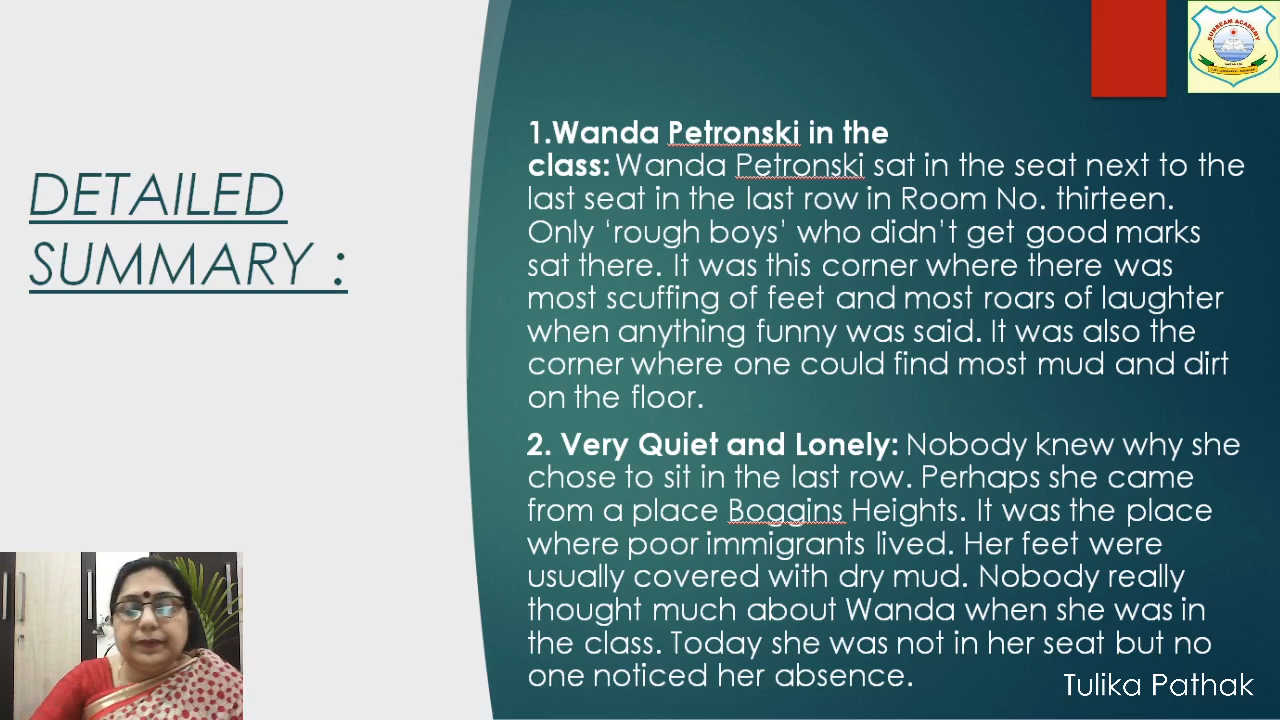 SUNBEAM ACADEMY
DETAILED
SUMMARY :
1.Wanda Petronski in the
class: Wanda Petronski sat in the seat next to the
last seat in the last row in Room No. thirteen.
Only ‘rough boys’ who didn’t get good marks
sat there. It was this corner where there was
most scuffing of feet and most roars of laughter
when anything funny was said. It was also the
corner where one could find most mud and dirt
on the floor.
2. Very Quiet and Lonely: Nobody knew why she
chose to sit in the last row. Perhaps she came
from a place Boggins Heights. It was the place
where poor immigrants lived. Her feet were
usually covered with dry mud. Nobody really
thought much about Wanda when she was in
the class. Today she was not in her seat but no
one noticed her absence.
Tulika Pathak